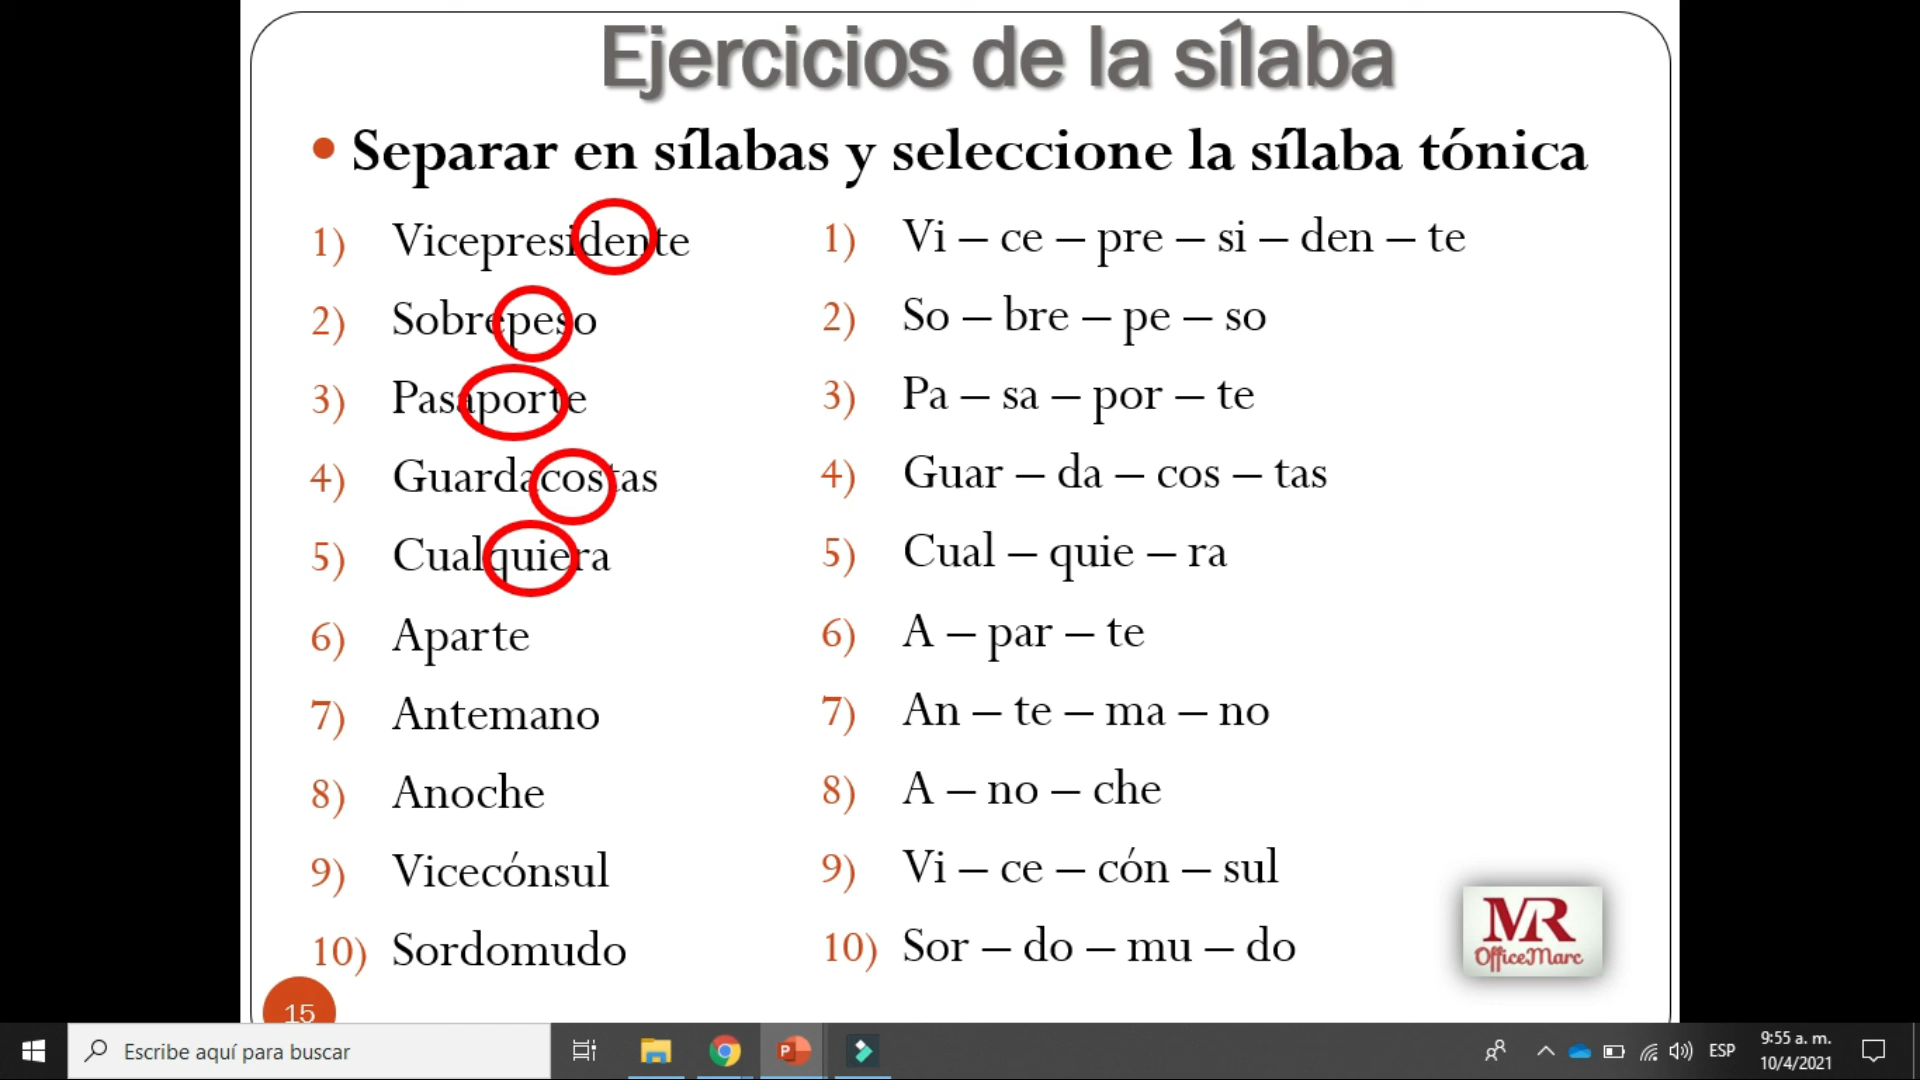 Ejercicios de la sílaba
• Separar en sílabas y seleccione la sílaba tónica
1) Vicepresidente
2) Sobrepeso
3) Pasaporte
4) Guardacostas
5) Cualquiera
6) Aparte
7) Antemano
8) Anoche
9) Vicecónsul
10) Sordomudo
1) Vi – ce – pre – si – den – te
2) So – bre – pe – so
3) Pa – sa – por – te
4) Guar – da – cos – tas
5) Cual – quie – ra
6) A – par – te
7) An – te – ma – no
8) A – no – che
9) Vi – ce – cón – sul
10) Sor – do – mu – do
MR
OfficeMarc
15
Escribe aquí para buscar
P
ESP
9:55 a. m.
10/4/2021